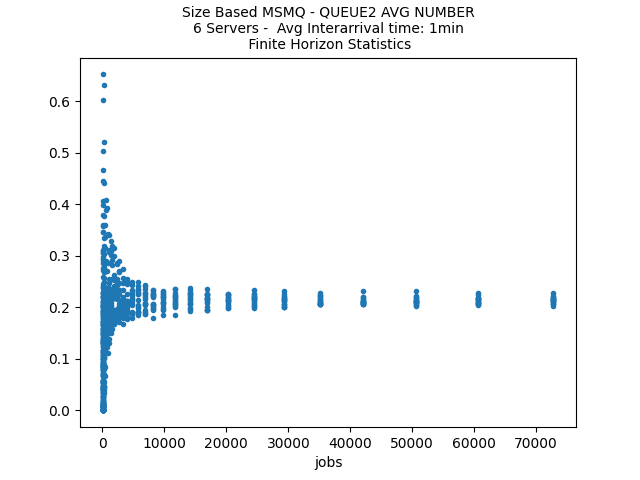 Size Based MSMQ - QUEUE2 AVG NUMBER
6 Servers -  Avg Interarrival time: 1min
Finite Horizon Statistics
0.6
0.5
0.4
0.3
0.2
0.1
0.0
0 10000 20000 30000 40000 50000 60000 70000
jobs